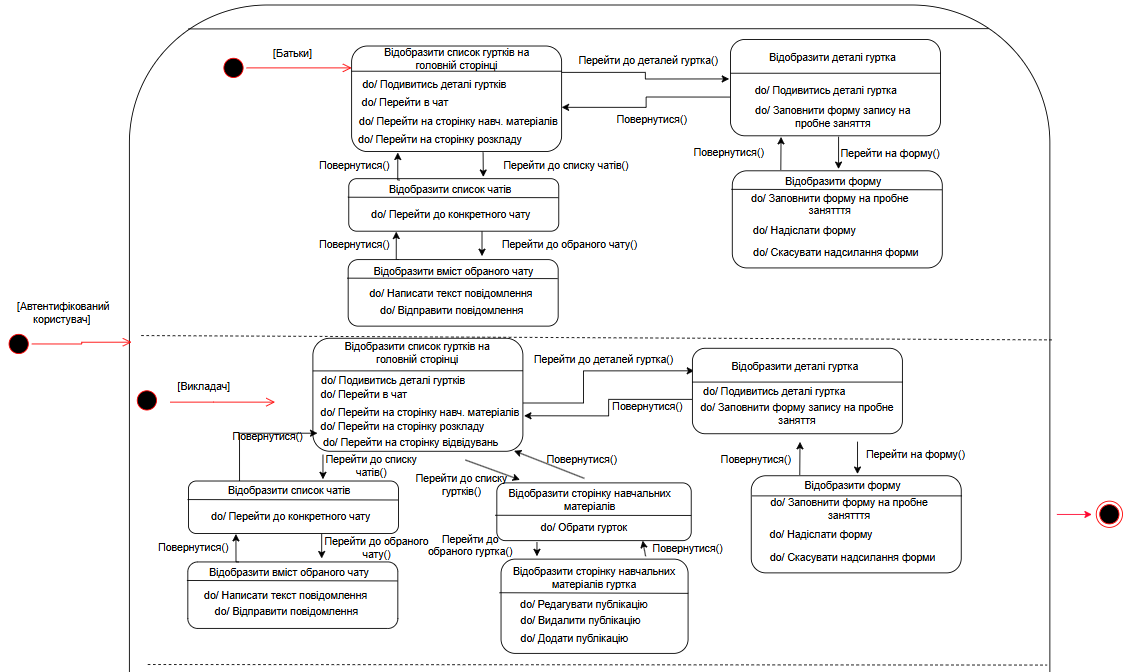 [Батьки]
Відобразити список гуртків на
головній сторінці
do/ Подивитись деталі гуртків
do/ Перейти в чат
do/ Перейти на сторінку навч. матеріалів
do/ Перейти на сторінку розкладу
Перейти до деталей гуртка()
Повернутися()
Відобразити деталі гуртка
do/ Подивитись деталі гуртка
do/ Заповнити форму запису на
пробне заняття
Повернутися()
Перейти до списку чатів()
Повернутися()
Перейти на форму()
Відобразити список чатів
do/ Перейти до конкретного чату
Відобразити форму
do/ Заповнити форму на пробне
занятття
do/ Надіслати форму
do/ Скасувати надсилання форми
Повернутися()
Перейти до обраного чату()
Відобразити вміст обраного чату
do/ Написати текст повідомлення
do/ Відправити повідомлення
[Автентифікований
користувач]
[Викладач]
Відобразити список гуртків на
головній сторінці
do/ Подивитись деталі гуртків
do/ Перейти в чат
do/ Перейти на сторінку навч. матеріалів
do/ Перейти на сторінку розкладу
do/ Перейти на сторінку відвідувань
Перейти до деталей гуртка()
Повернутися()
Відобразити деталі гуртка
do/ Подивитись деталі гуртка
do/ Заповнити форму запису на пробне
заняття
Повернутися()
Перейти до списку
чатів()
Перейти до списку
гуртків()
Повернутися()
Повернутися()
Перейти на форму()
Відобразити список чатів
do/ Перейти до конкретного чату
Відобразити сторінку навчальних
матеріалів
do/ Обрати гурток
Відобразити форму
do/ Заповнити форму на пробне
занятття
do/ Надіслати форму
do/ Скасувати надсилання форми
Повернутися()
Перейти до обраного
чату()
Перейти до
обраного гуртка()
Повернутися()
Відобразити вміст обраного чату
do/ Написати текст повідомлення
do/ Відправити повідомлення
Відобразити сторінку навчальних
матеріалів гуртка
do/ Редагувати публікацію
do/ Видалити публікацію
do/ Додати публікацію